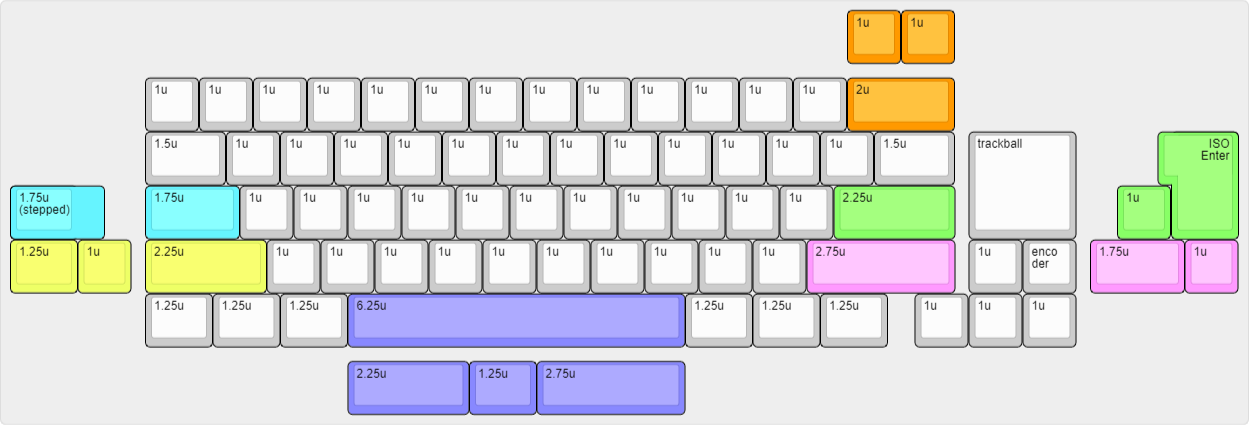 1u 1u
1u 1u 1u 1u 1u 1u 1u 1u 1u 1u 1u 1u 1u 2u
1.5u 1u 1u 1u 1u 1u 1u 1u 1u 1u 1u 1u 1u 1.5u trackball ISO
Enter
1.75u 1.75u 1u 1u 1u 1u 1u 1u 1u 1u 1u 1u 1u 2.25u 1u
(stepped)
1.25u 1u 2.25u 1u 1u 1u 1u 1u 1u 1u 1u 1u 1u 2.75u 1u enco 1.75u 1u
der
1.25u 1.25u 1.25u 6.25u 1.25u 1.25u 1.25u 1u 1u 1u
2.25u 1.25u 2.75u